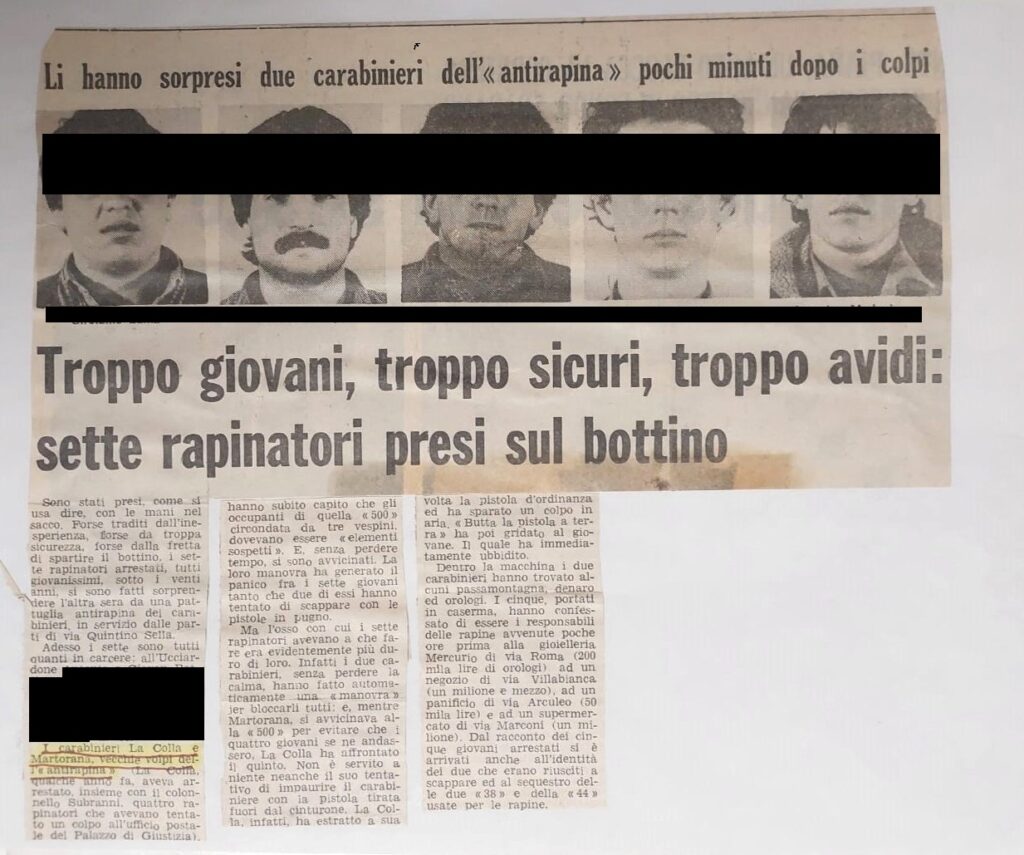 Li hanno sorpresi due carabinieri dell'« antirapina » pochi minuti dopo i colpi
Troppo giovani, troppo sicuri, troppo avidi:
sette rapinatori presi sul bottino
Sono stati presi, come si
usa dire, con le mani nel
sacco. Forse traditi dall'ine-
sperienza, forse da troppa
sicurezza, forse dalla fretta
di spartire il bottino, i set-
te rapinatori arrestati, tutti
giovanissimi, sotto i venti
anni, si sono fatti sorpren-
dere l'altra sera da una pat-
tuglia antirapina dei cara-
binieri, in servizio dalle par-
ti di via Quintino Sella.
Adesso i sette sono tutti
quanti in carcere: all'Ucciar-
done
I carabinieri La Colla e
Martorana, vecchie volpi del-
l'« antirapina » (La Colla,
qualche anno fa, aveva arre-
stato, insieme con il colon-
nello Subranni, quattro ra-
pinatori che avevano tenta-
to un colpo all'ufficio posta-
le del Palazzo di Giustizia),
hanno subito capito che gli
occupanti di quella « 500 »
circondata da tre vespini,
dovevano essere « elementi
sospetti ». E, senza perdere
tempo, si sono avvicinati. La
loro manovra ha generato il
panico fra i sette giovani
tanto che due di essi hanno
tentato di scappare con le
pistole in pugno.
Ma l'osso con cui i sette
rapinatori avevano a che fa-
re era evidentemente più du-
ro di loro. Infatti i due ca-
rabinieri, senza perdere la
calma, hanno fatto automa-
ticamente una « manovra »
per bloccarli tutti: e, mentre
Martorana, si avvicinava al-
la « 500 » per evitare che i
quattro giovani se ne andas-
sero, La Colla ha affrontato
il quinto. Non è servito a
niente neanche il suo tenta-
tivo di impaurire il carabi-
niere con la pistola tirata
fuori dal cinturone. La Col-
la, infatti, ha estratto a sua
volta la pistola d'ordinanza
ed ha sparato un colpo in
aria. « Butta la pistola a ter-
ra » ha poi gridato al gio-
vane. Il quale ha immedia-
tamente ubbidito.
Dentro la macchina i due
carabinieri hanno trovato al-
cuni passamontagna, denaro
ed orologi. I cinque, portati
in caserma, hanno confes-
sato di essere i responsabili
delle rapine avvenute poche
ore prima alla gioielleria
Mercurio di via Roma (200
mila lire di orologi) ad un
negozio di via Villabianca
(un milione e mezzo), ad un
panificio di via Arculeo (50
mila lire) e ad un supermer-
cato di via Marconi (un mi-
lione). Dal racconto dei cin-
que giovani arrestati si è
arrivati anche all'identità
dei due che erano riusciti a
scappare ed al sequestro del-
le due « 38 » e della « 44 »
usate per le rapine.